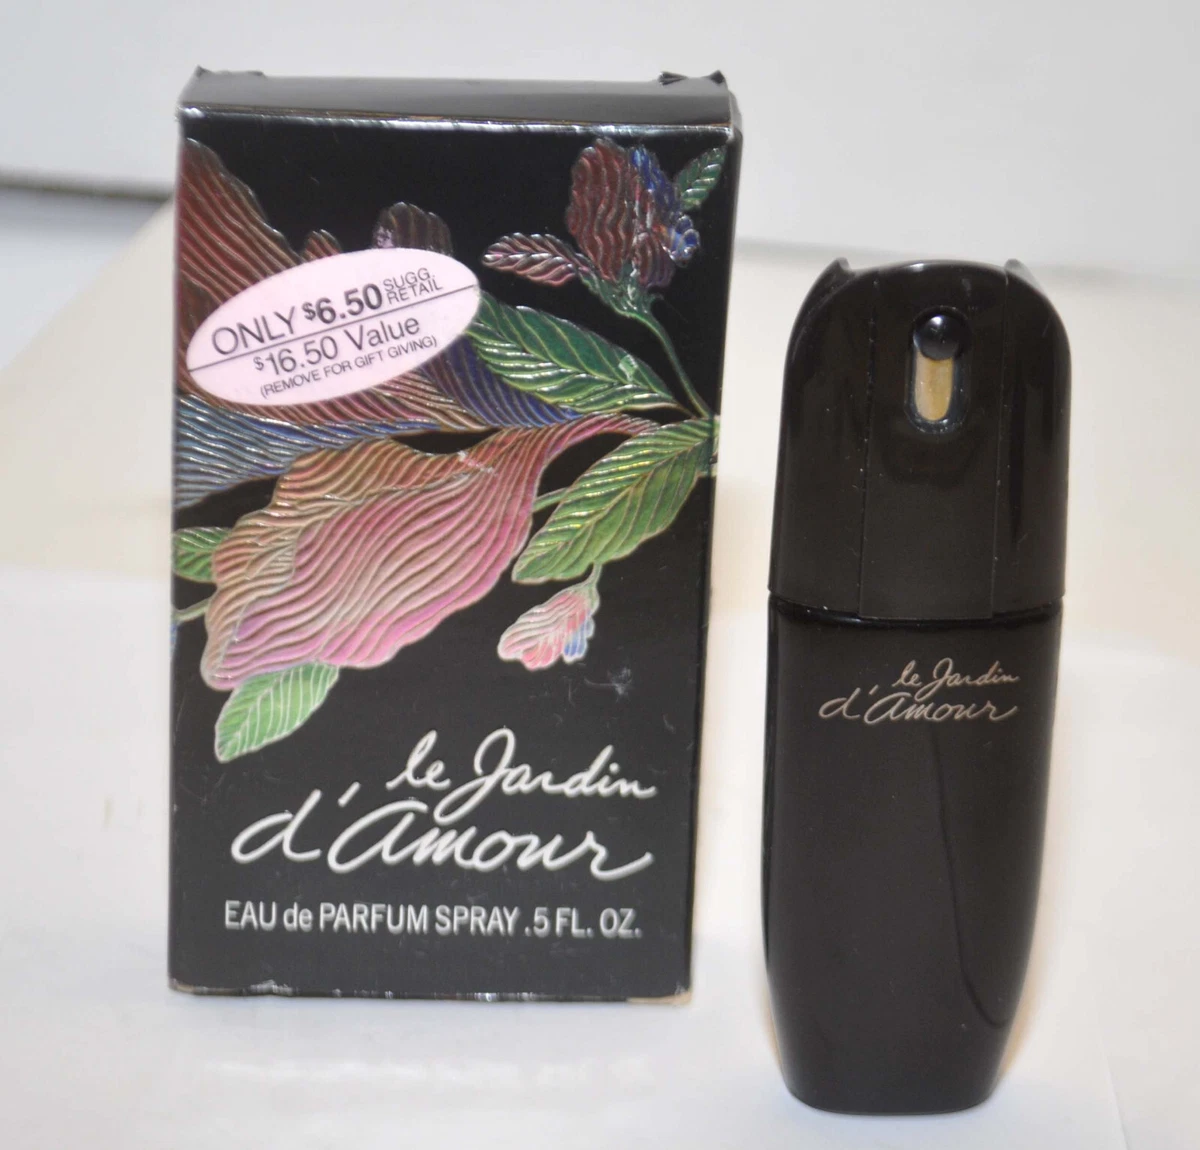 ONLY $6.50 SUGG. RETAIL
$16.50 Value
(REMOVE FOR GIFT GIVING)
le Jardin
d'Amour
EAU de PARFUM SPRAY .5 FL. OZ.
le Jardin
d'Amour